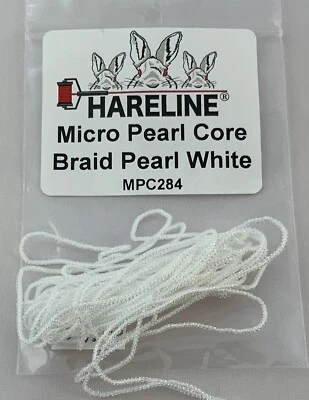 HARELINE®
Micro Pearl Core
Braid Pearl White
MPC284